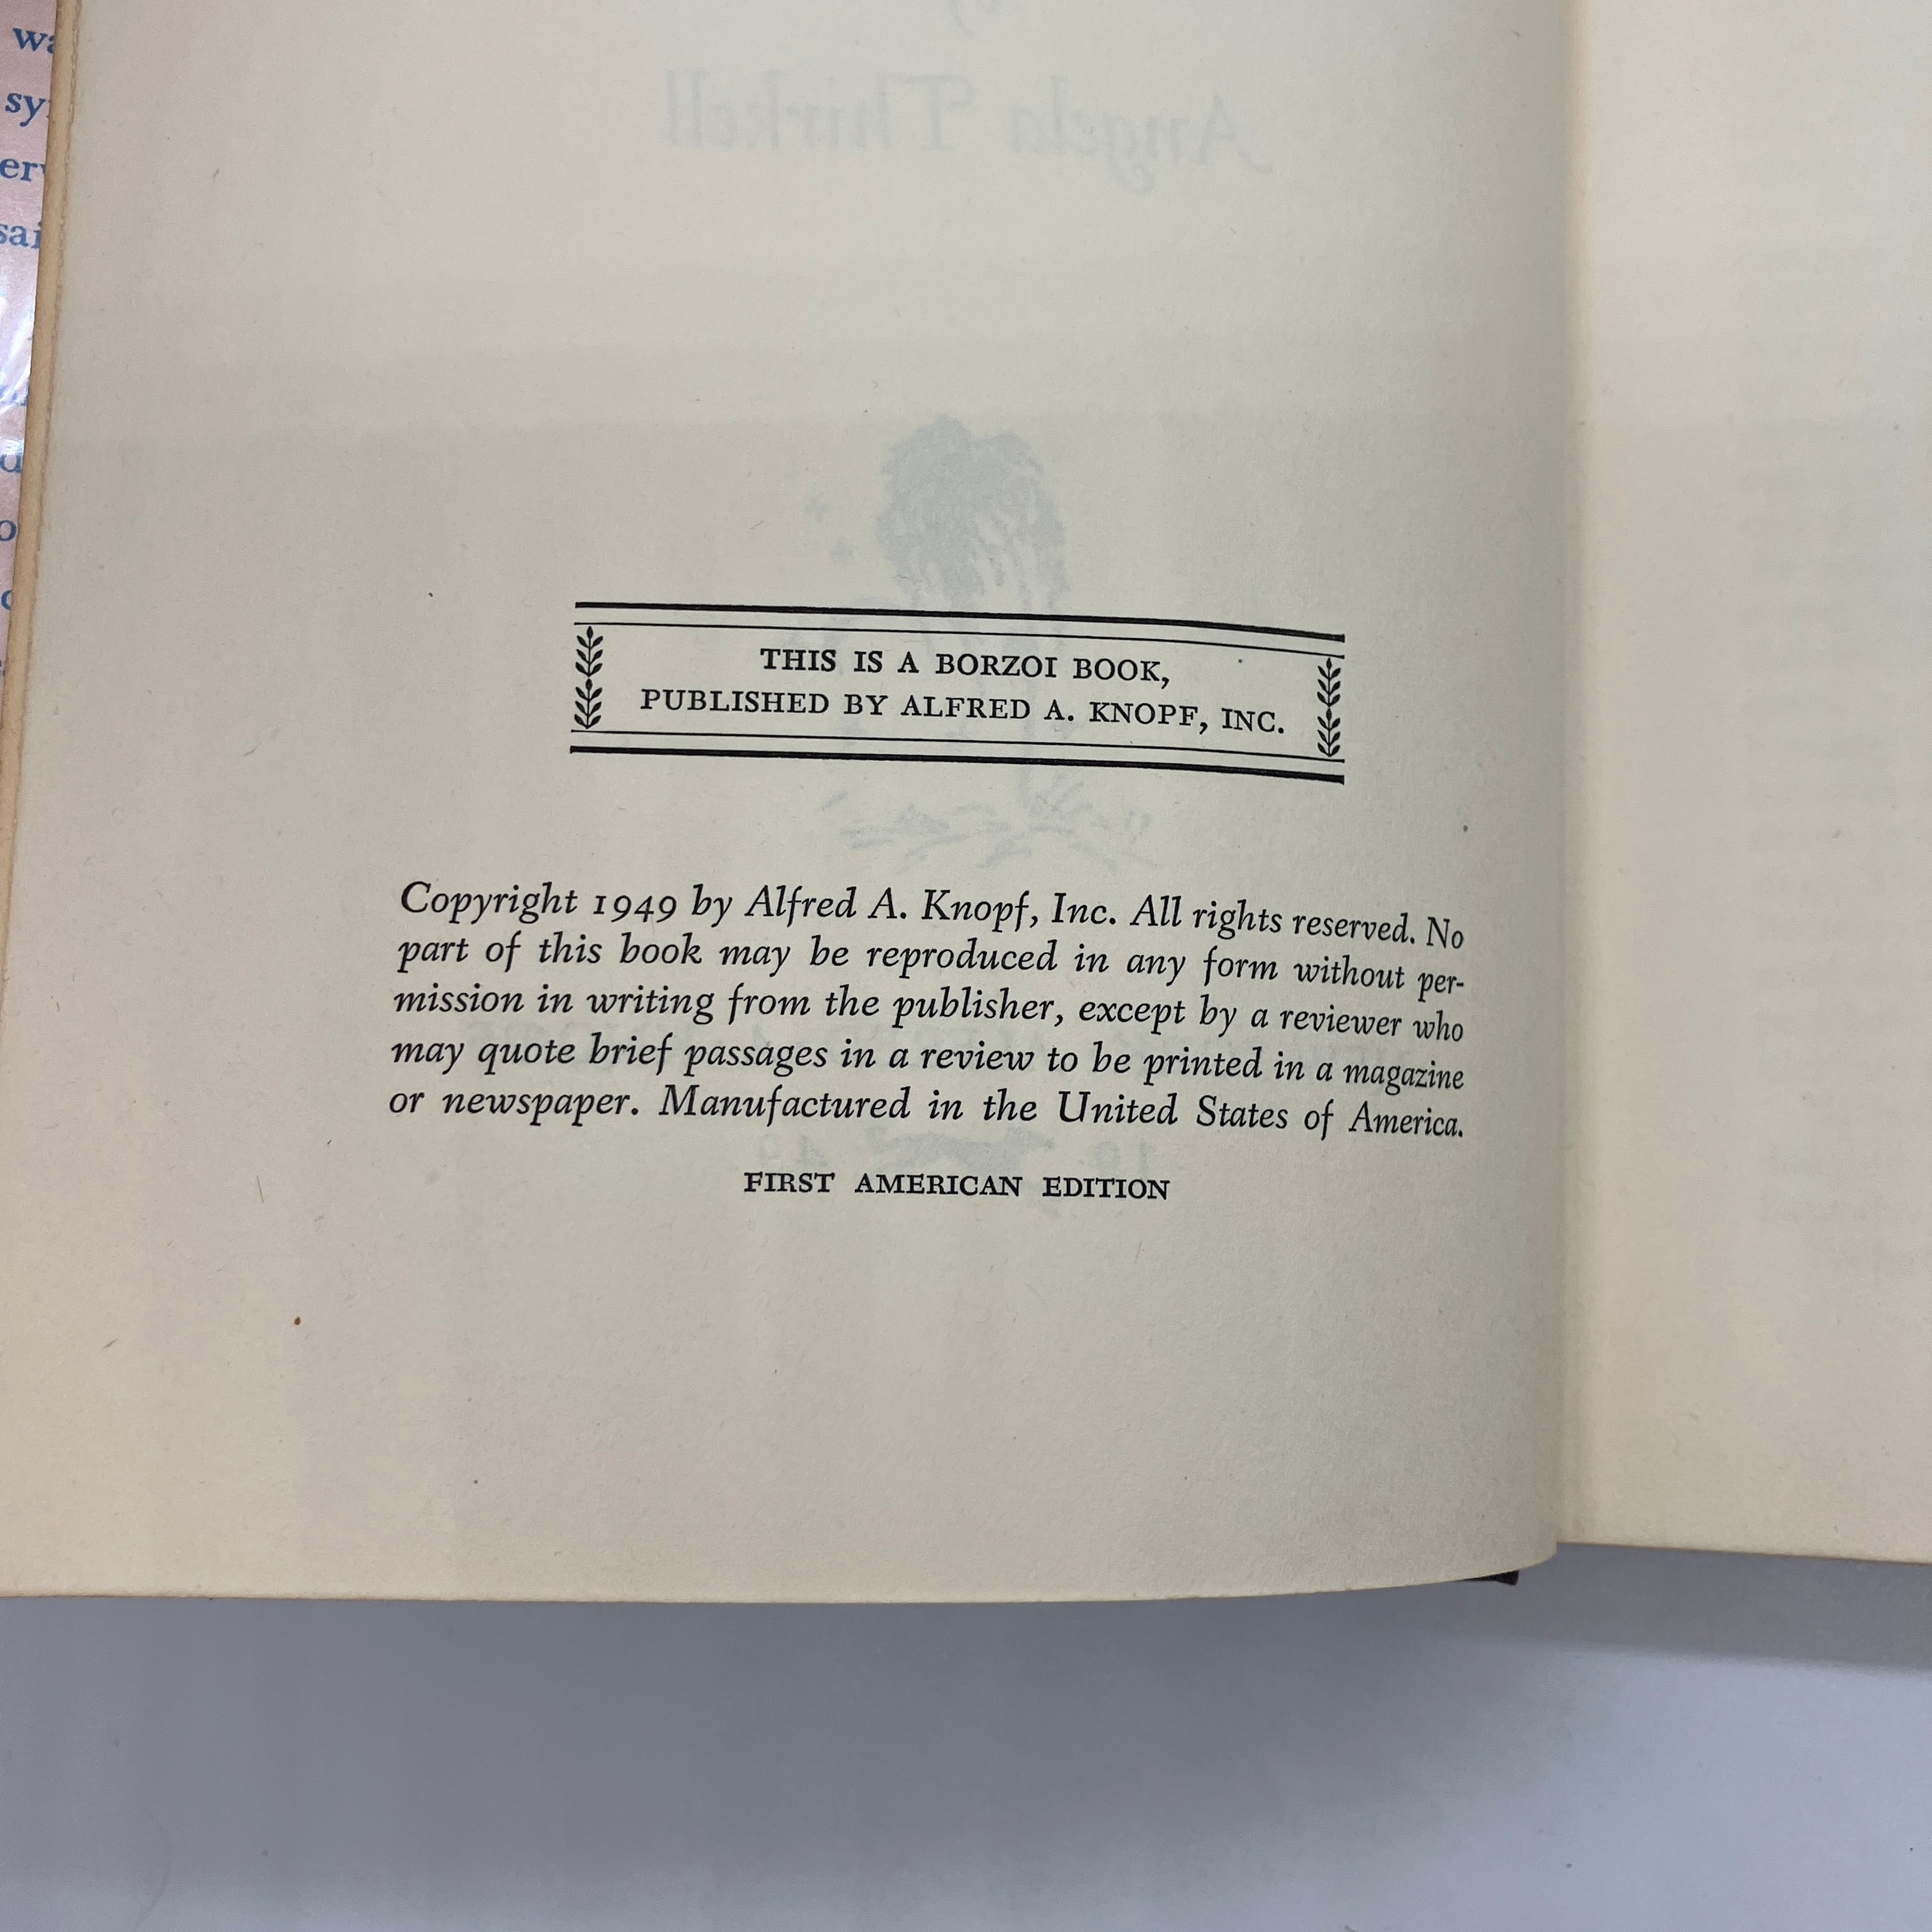 Angela Thirkell
THIS IS A BORZOI BOOK,
PUBLISHED BY ALFRED A. KNOPF, INC.
Copyright 1949 by Alfred A. Knopf, Inc. All rights reserved. No
part of this book may be reproduced in any form without per-
mission in writing from the publisher, except by a reviewer who
may quote brief passages in a review to be printed in a magazine
or newspaper. Manufactured in the United States of America.
FIRST AMERICAN EDITION